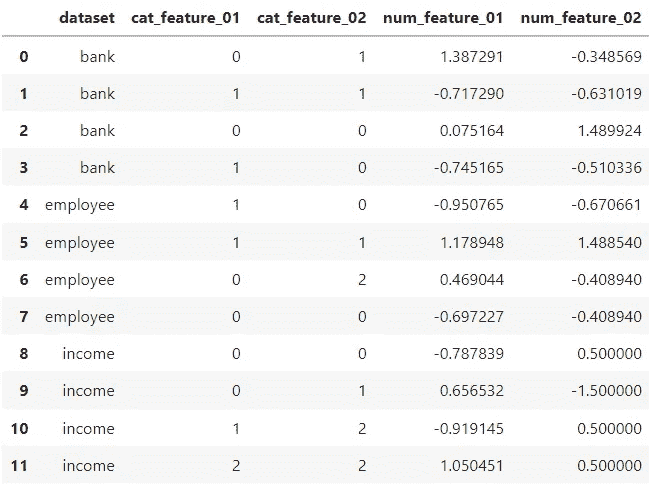 dataset cat_feature_01 cat_feature_02 num_feature_01 num_feature_02
0 bank 0 1 1.387291 -0.348569
1 bank 1 1 -0.717290 -0.631019
2 bank 0 0 0.075164 1.489924
3 bank 1 0 -0.745165 -0.510336
4 employee 1 0 -0.950765 -0.670661
5 employee 1 1 1.178948 1.488540
6 employee 0 2 0.469044 -0.408940
7 employee 0 0 -0.697227 -0.408940
8 income 0 0 -0.787839 0.500000
9 income 0 1 0.656532 -1.500000
10 income 1 2 -0.919145 0.500000
11 income 2 2 1.050451 0.500000